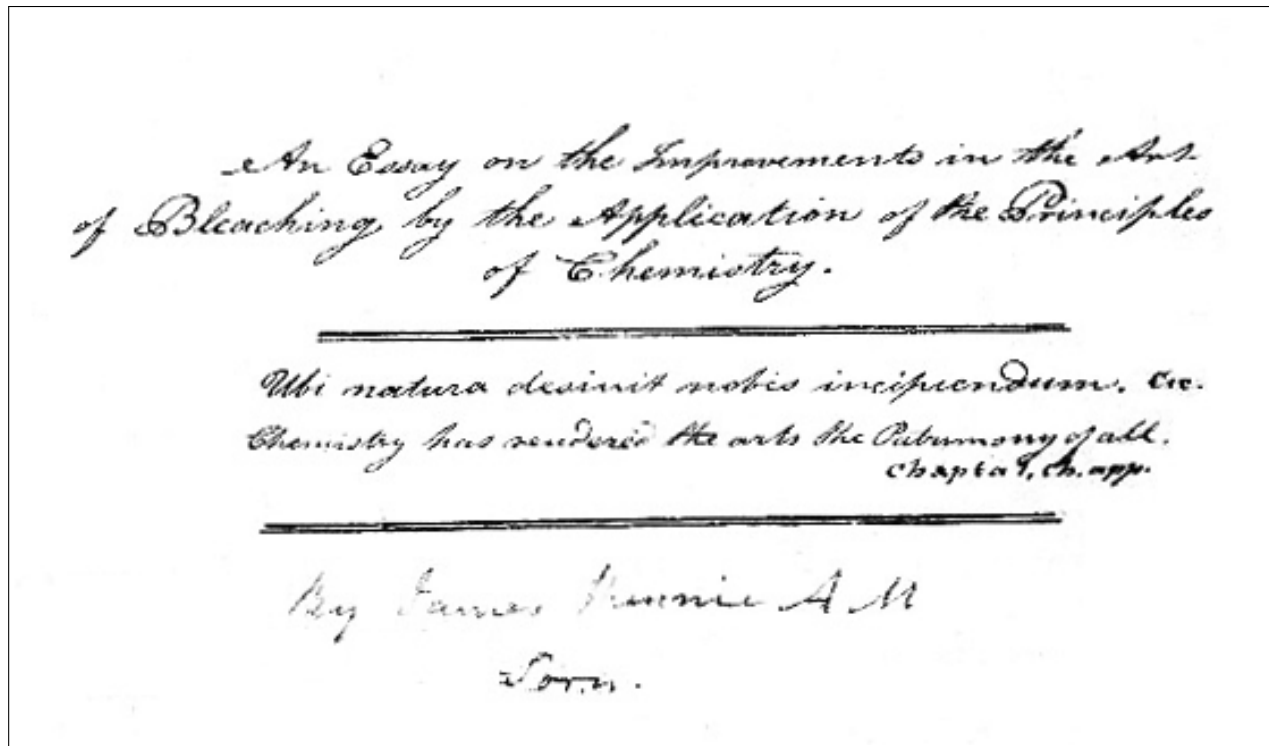 An Essay on the Improvements in the Art
of Bleaching by the Application of the Principles
of Chemistry.
Ubi natura desinit nobis incipiendum. &c.
Chemistry has rendered the arts the Patrimony of all.
Chaptal, ch. app.
By James Rennie A M
Sorn.